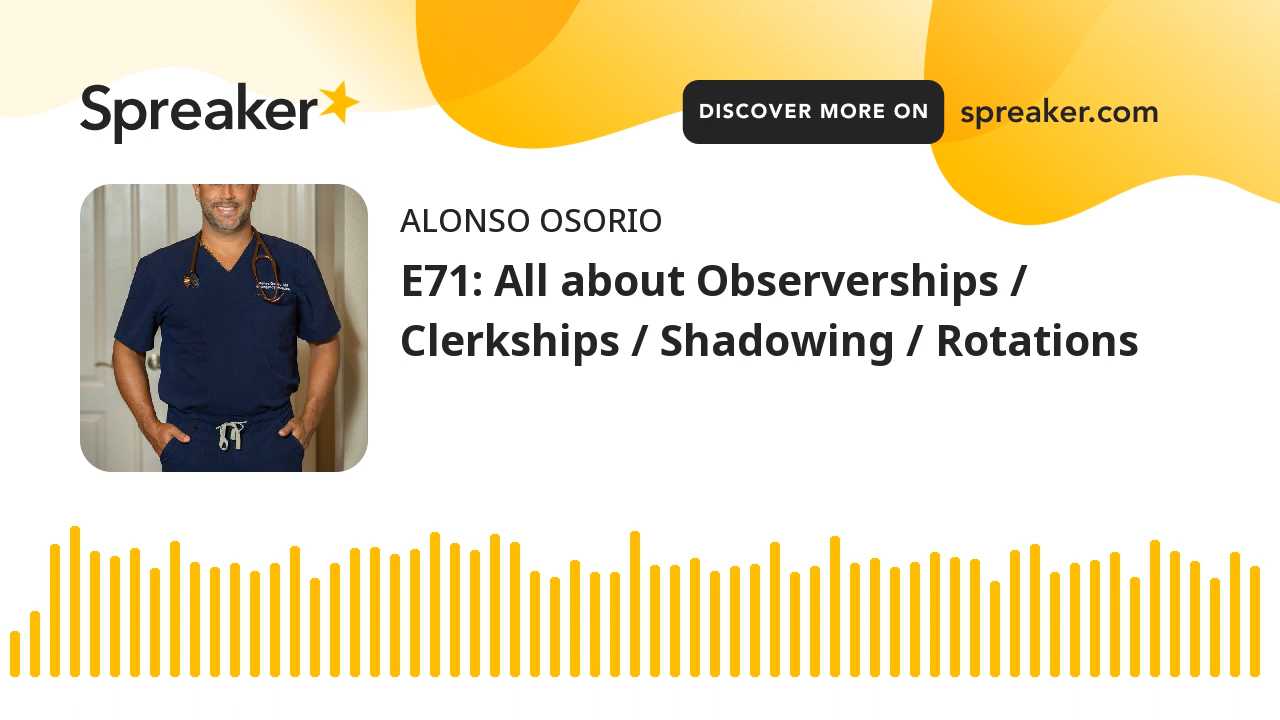 Spreaker
DISCOVER MORE ON spreaker.com
ALONSO OSORIO
E71: All about Observerships /
Clerkships / Shadowing / Rotations